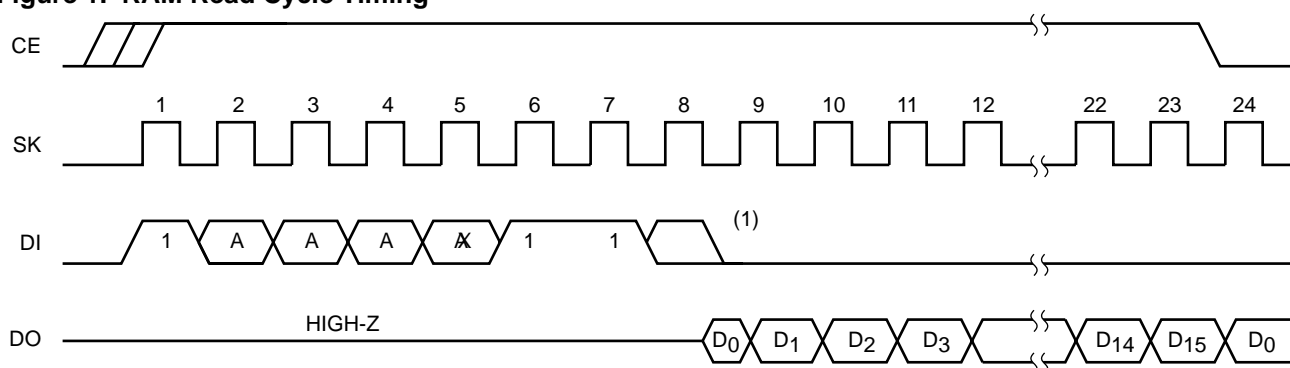 Figure 1. RAM Read Cycle Timing
CE
1 2 3 4 5 6 7 8 9 10 11 12 22 23 24
SK
(1)
DI 1 A A A 1 1
HIGH-Z
DO D0 D1 D2 D3 D14 D15 D0